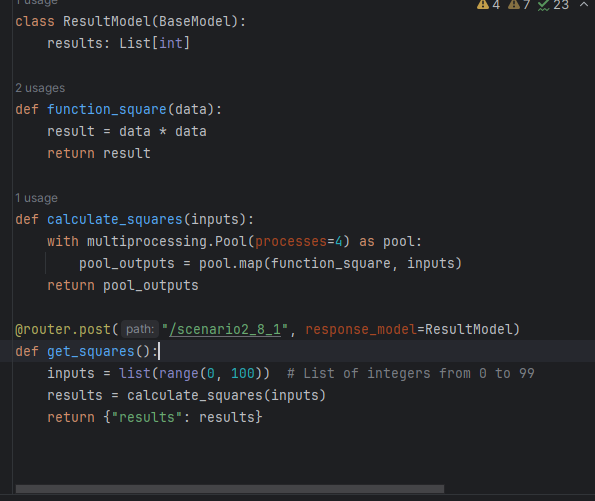 1 usage
4 7 23
class ResultModel(BaseModel):
    results: List[int]
2 usages
def function_square(data):
    result = data * data
    return result
1 usage
def calculate_squares(inputs):
    with multiprocessing.Pool(processes=4) as pool:
        pool_outputs = pool.map(function_square, inputs)
    return pool_outputs
@router.post( path: "/scenario2_8_1", response_model=ResultModel)
def get_squares():
    inputs = list(range(0, 100))  # List of integers from 0 to 99
    results = calculate_squares(inputs)
    return {"results": results}